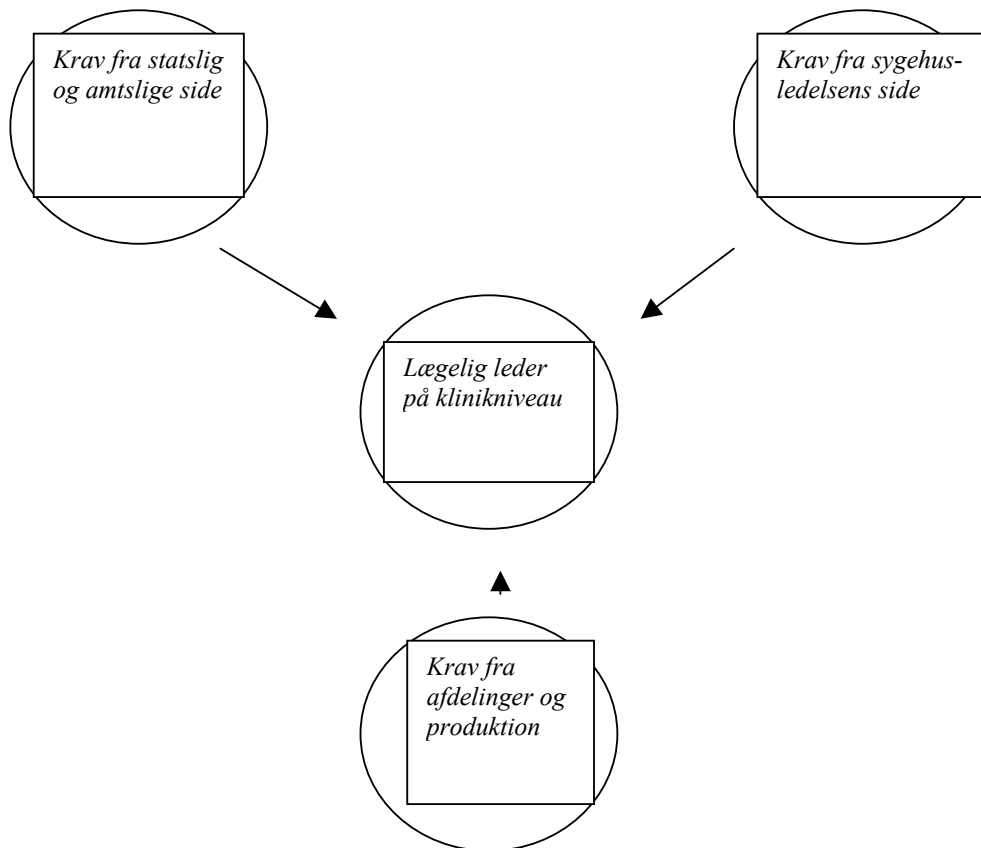 Krav fra statslig
og amtslige side
Krav fra sygehus-
ledelsens side
Lægelig leder
på klinikniveau
Krav fra
afdelinger og
produktion